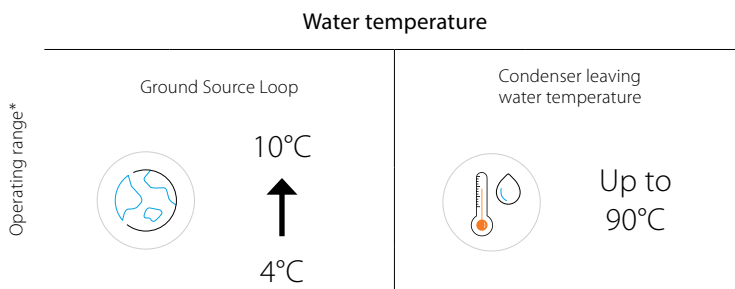 Water temperature
Operating range*
Ground Source Loop
10°C
4°C
Condenser leaving
water temperature
Up to
90°C